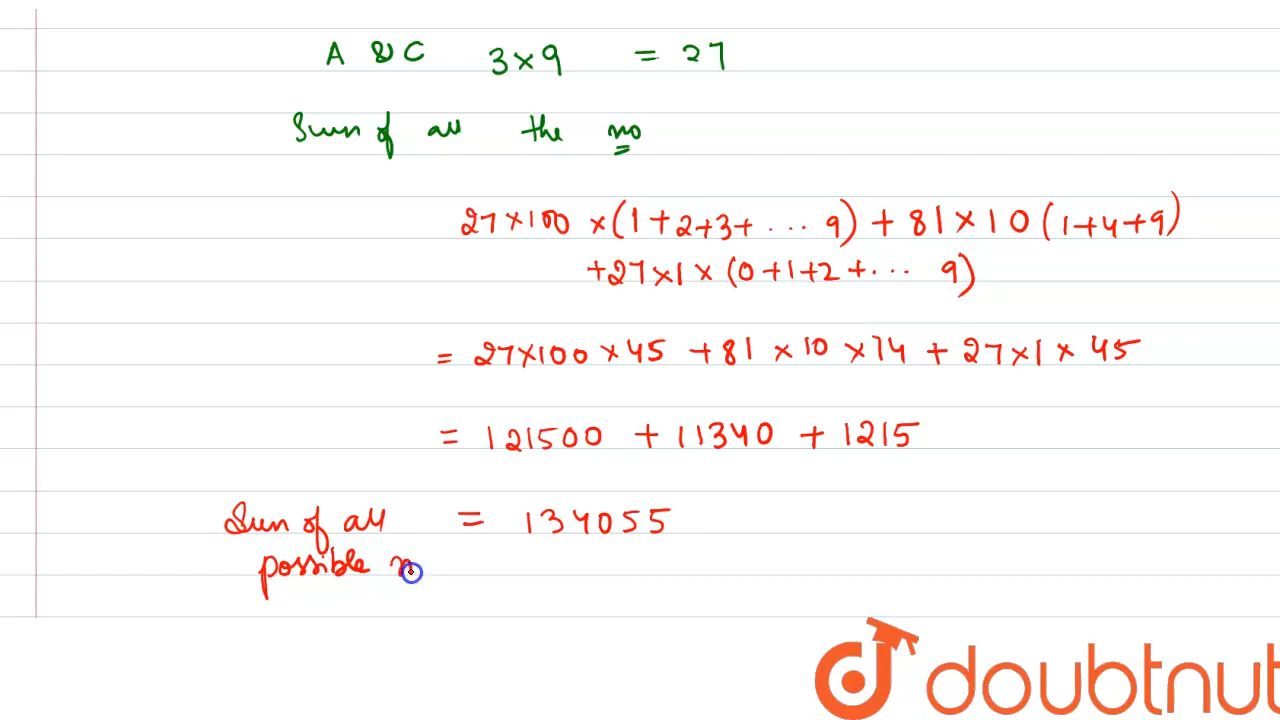 A & C 3×9 = 27
Sum of all the no
27×100 ×(1+2+3+ ... 9) + 81×10(1+4+9)
+27×1×(0+1+2+... 9)
= 27×100×45 +81×10×14 + 27×1×45
= 121500 + 11340 + 1215
Sum of all = 134055
possible n
doubtnut